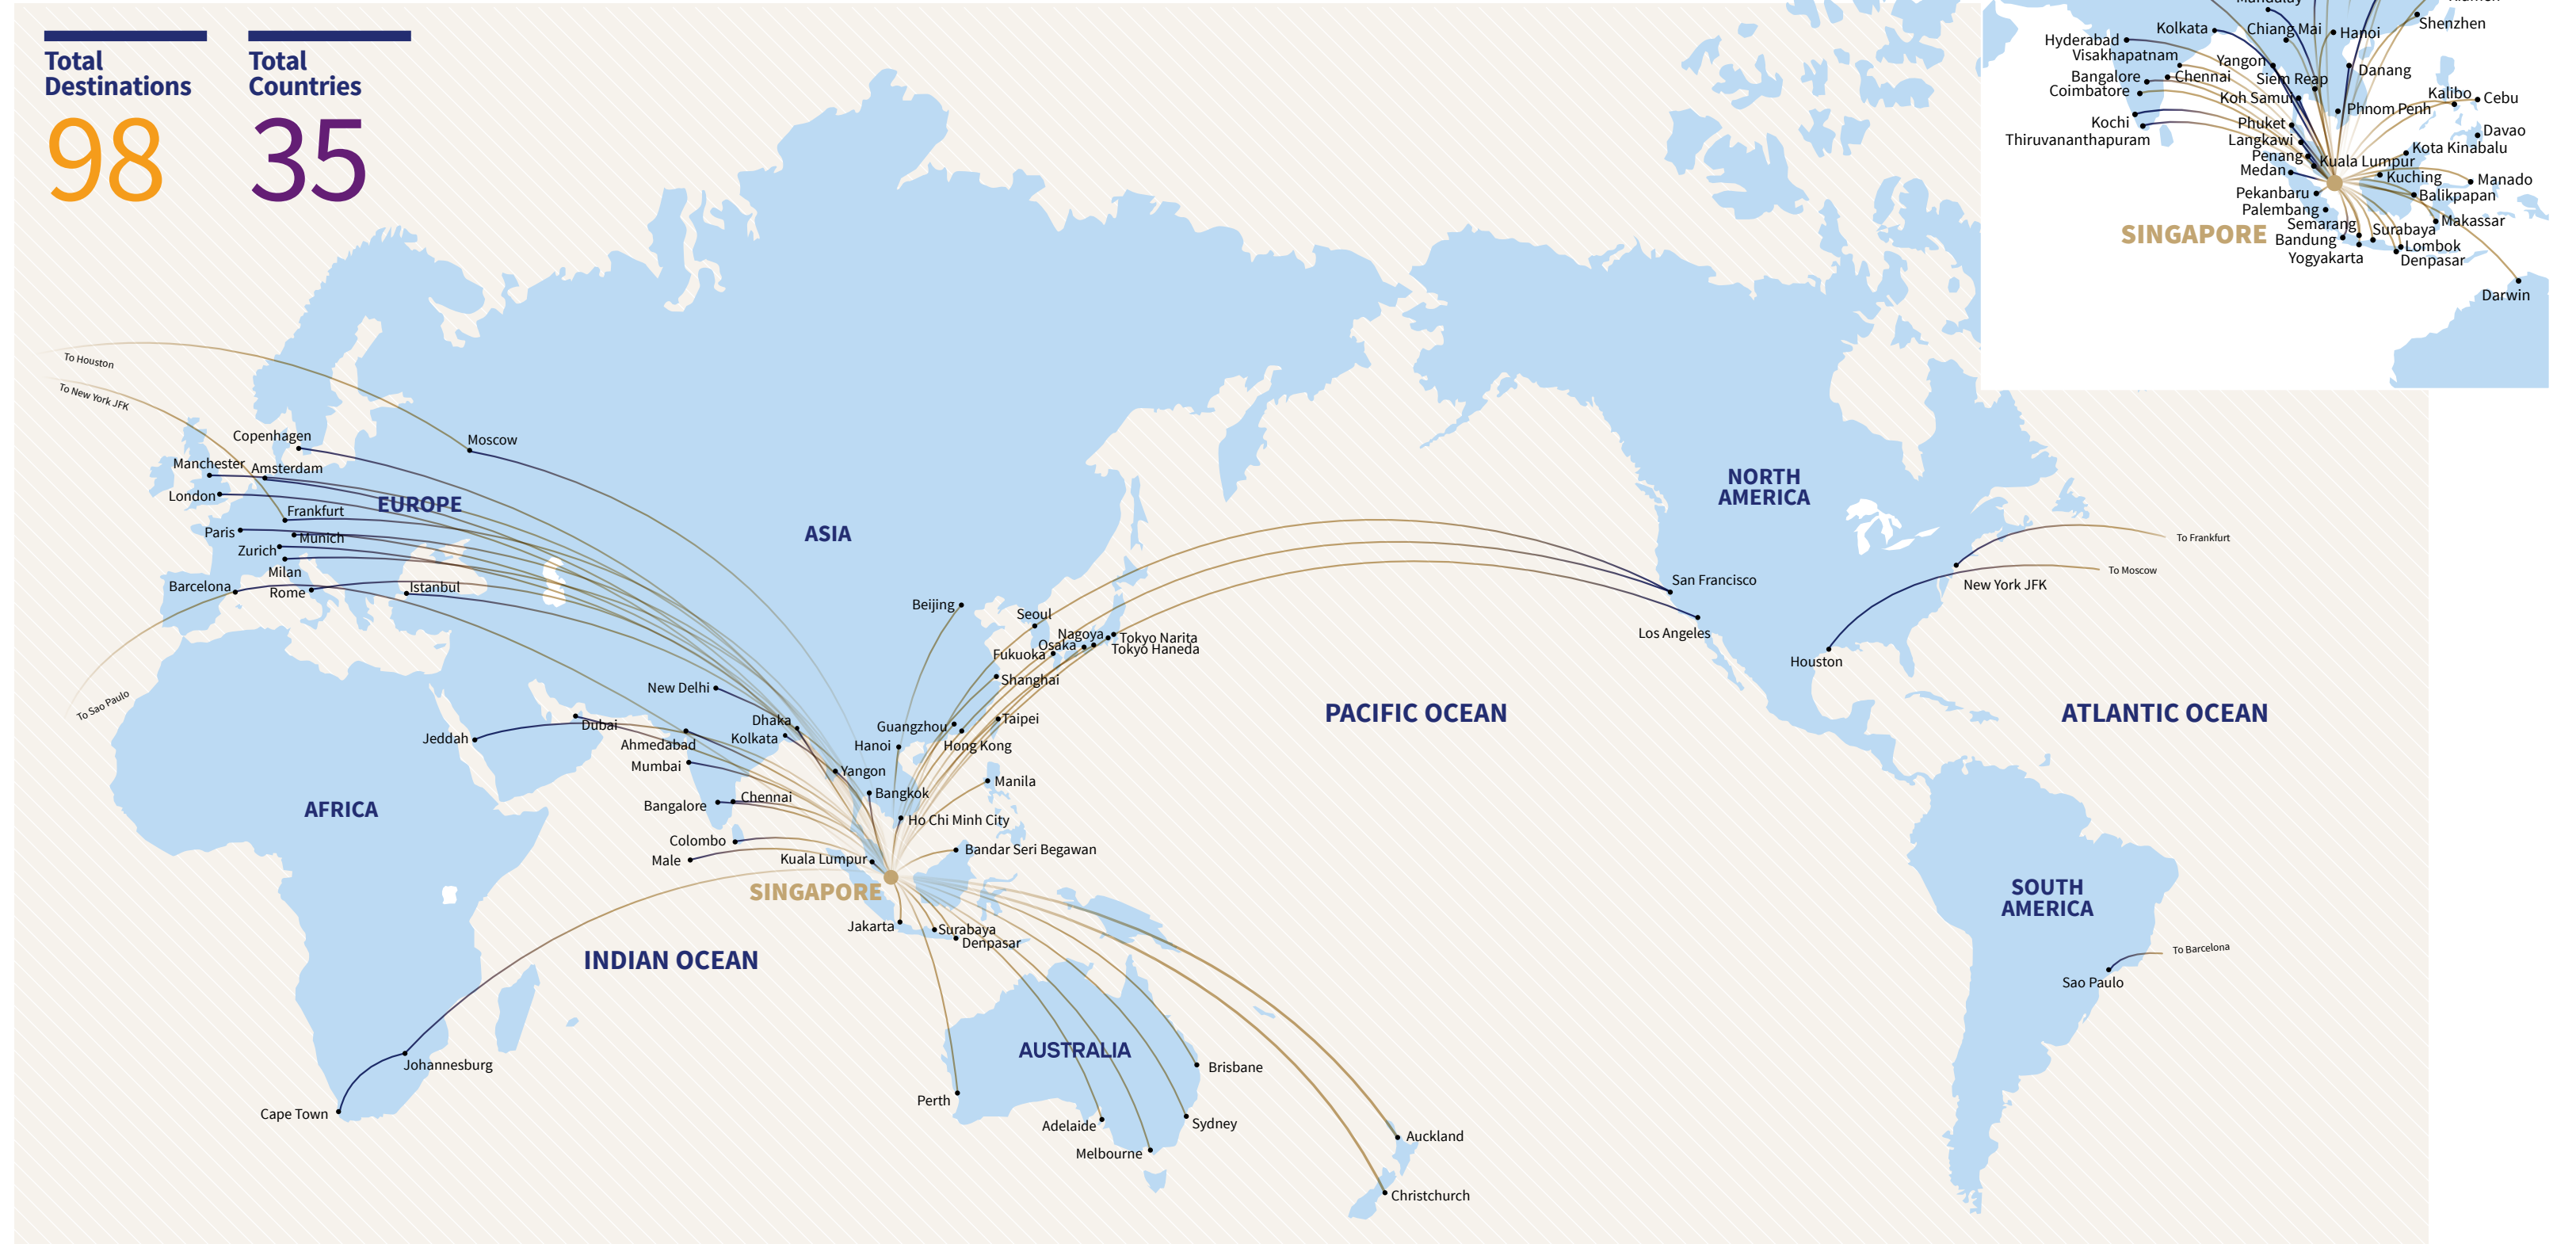 Total
Destinations
98
Total
Countries
35
To Houston
To New York JFK
Copenhagen
Moscow
Manchester
Amsterdam
London
EUROPE
Frankfurt
Paris
Munich
Zurich
Milan
Barcelona
Rome
Istanbul
To Sao Paulo
ASIA
Beijing
Seoul
Nagoya
Tokyo Narita
Osaka
Tokyo Haneda
Fukuoka
Shanghai
New Delhi
Dhaka
Guangzhou
Taipei
Dubai
Jeddah
Ahmedabad
Kolkata
Hanoi
Hong Kong
Mumbai
Yangon
Manila
Bangkok
Chennai
Bangalore
Ho Chi Minh City
AFRICA
Colombo
Bandar Seri Begawan
Male
Kuala Lumpur
SINGAPORE
Jakarta
Surabaya
Denpasar
INDIAN OCEAN
AUSTRALIA
Johannesburg
Cape Town
Perth
Brisbane
Adelaide
Sydney
Melbourne
Auckland
Christchurch
PACIFIC OCEAN
NORTH
AMERICA
San Francisco
Los Angeles
Houston
New York JFK
To Frankfurt
To Moscow
ATLANTIC OCEAN
SOUTH
AMERICA
To Barcelona
Sao Paulo
Shenzhen
Kolkata
Chiang Mai
Hanoi
Hyderabad
Visakhapatnam
Yangon
Danang
Bangalore
Chennai
Siem Reap
Coimbatore
Koh Samui
Kalibo
Cebu
Phnom Penh
Kochi
Phuket
Davao
Thiruvananthapuram
Langkawi
Kota Kinabalu
Penang
Kuala Lumpur
Medan
Kuching
Manado
Pekanbaru
Balikpapan
Palembang
Semarang
Makassar
SINGAPORE
Surabaya
Bandung
Lombok
Yogyakarta
Denpasar
Darwin